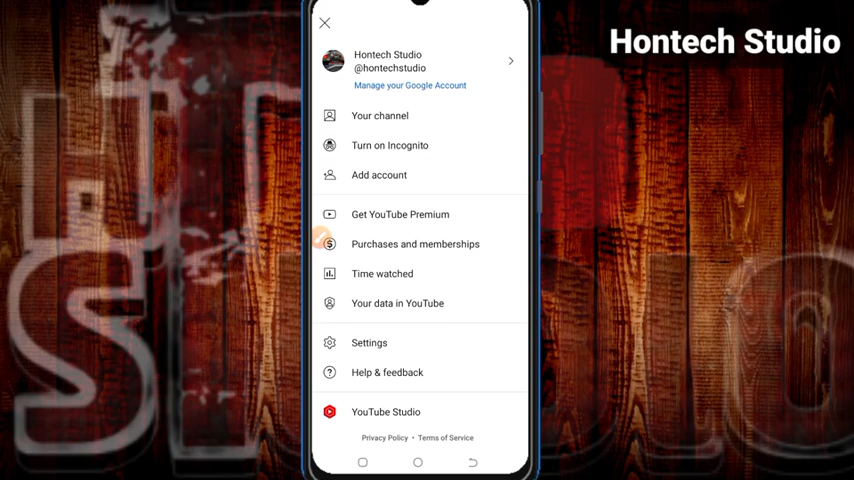 Hontech Studio
Hontech Studio
@hontechstudio
Manage your Google Account
Your channel
Turn on Incognito
Add account
Get YouTube Premium
Purchases and memberships
Time watched
Your data in YouTube
Settings
Help & feedback
YouTube Studio
Privacy Policy • Terms of Service